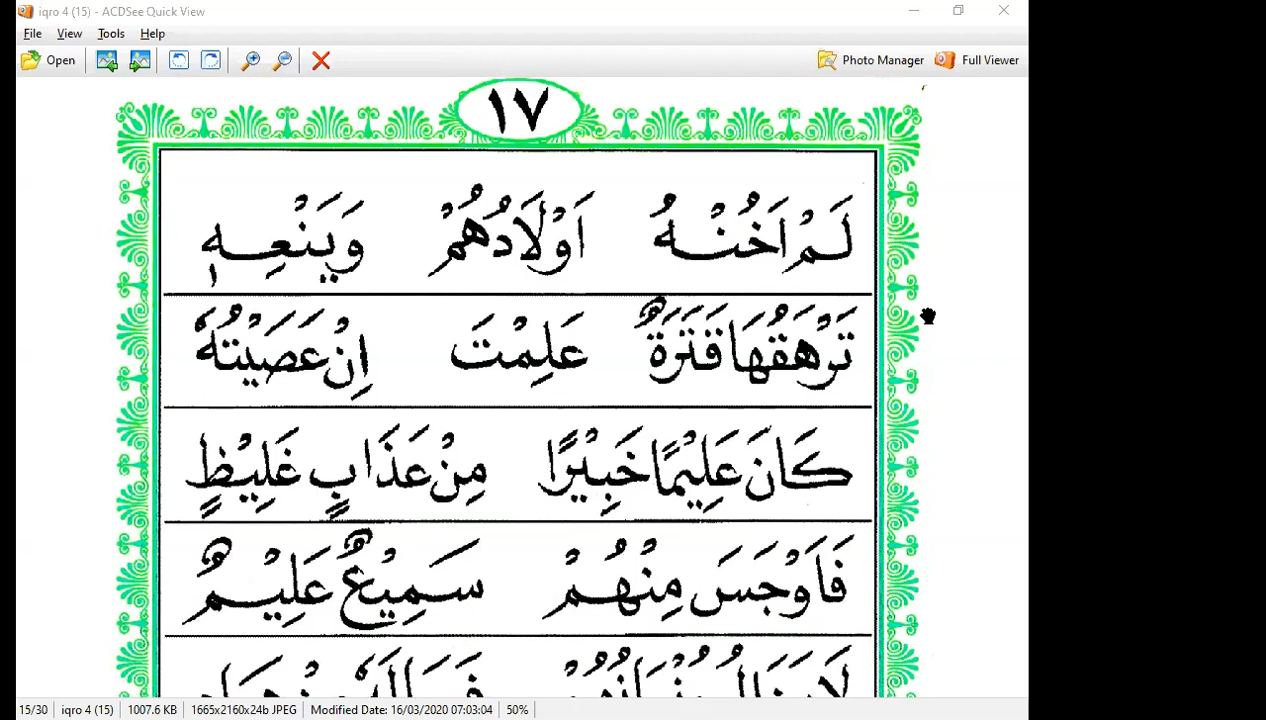 iqro 4 (15) - ACDSee Quick View
File View Tools Help
Open Photo Manager Full Viewer
١٧
لَمْ اَخُنْهُ اَوْلَادُهُمْ وَيَنْعِهٖ
تَرْهَقُهَا قَتَرَةٌ عَلِمْتَ اِنْ عَصَيْتُهٗ
كَانَ عَلِيْمًا خَبِيْرًا مِنْ عَذَابٍ غَلِيْظٍ
فَاَوْجَسَ مِنْهُمْ سَمِيْعٌ عَلِيْمٌ
15/30 iqro 4 (15) 1007.6 KB 1665x2160x24b JPEG Modified Date: 16/03/2020 07:03:04 50%